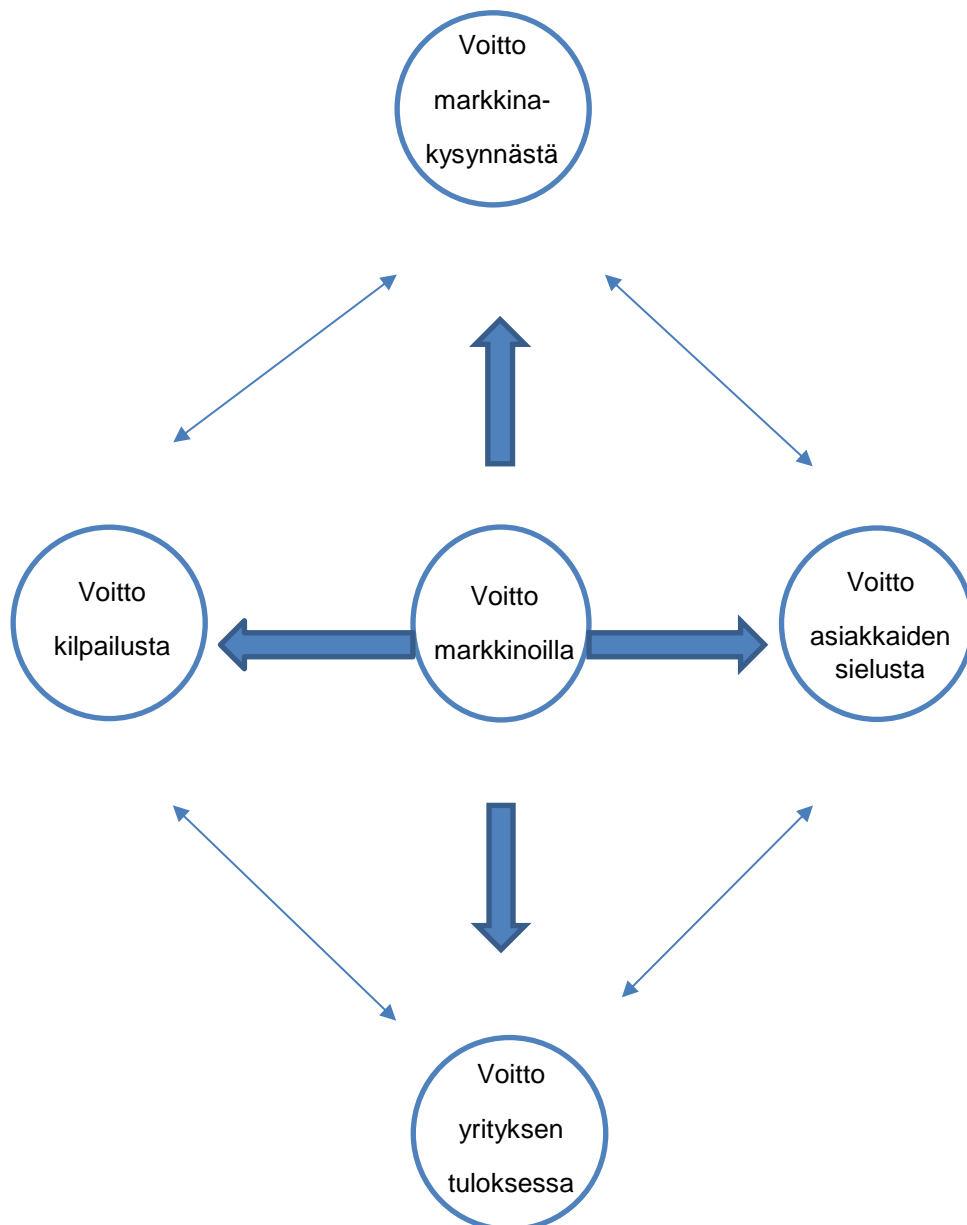 Voitto
markkina-
kysynnästä
Voitto
kilpailusta
Voitto
markkinoilla
Voitto
asiakkaiden
sielusta
Voitto
yrityksen
tuloksessa